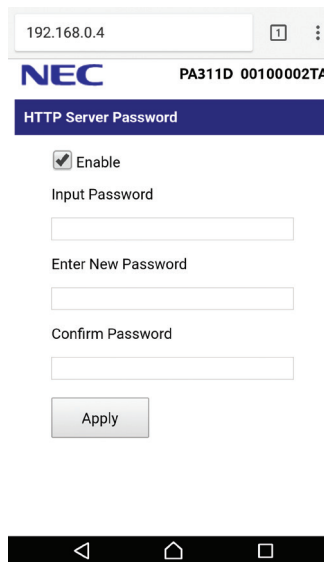 192.168.0.4 1
NEC PA311D 00100002TA
HTTP Server Password
Enable
Input Password
Enter New Password
Confirm Password
Apply